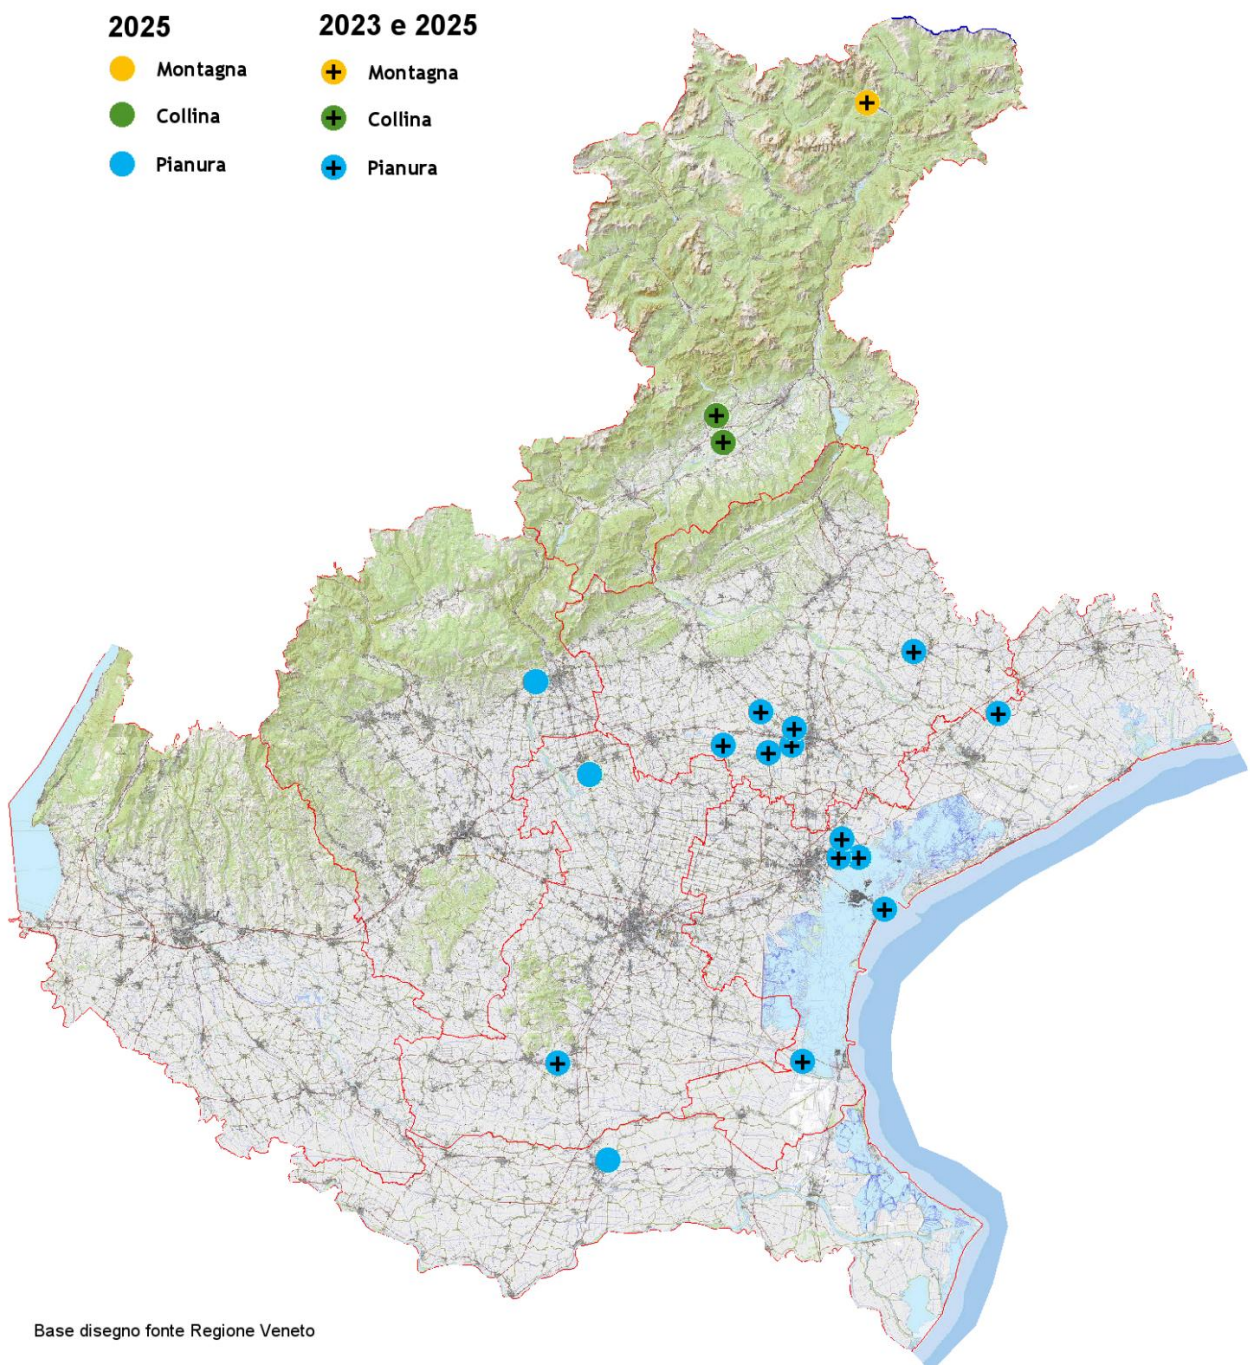 2025
Montagna
Collina
Pianura
2023 e 2025
Montagna
Collina
Pianura
Base disegno fonte Regione Veneto